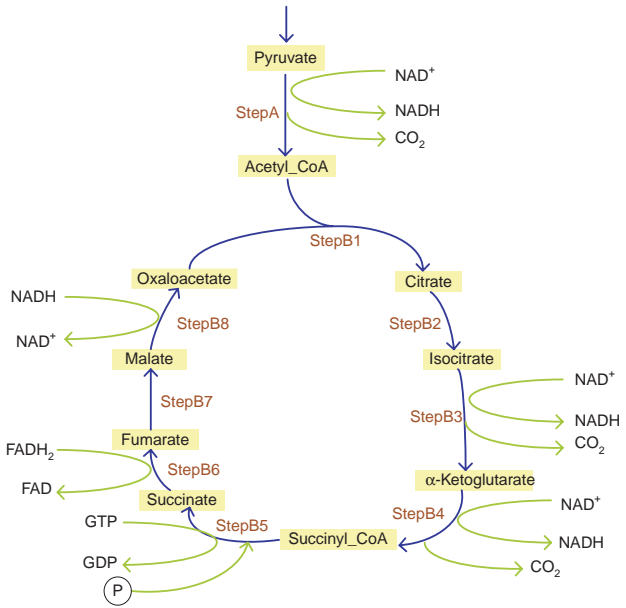 Pyruvate
NAD⁺
StepA
NADH
CO₂
Acetyl_CoA
StepB1
Oxaloacetate
Citrate
NADH
StepB8
StepB2
NAD⁺
Malate
Isocitrate
NAD⁺
StepB7
StepB3
NADH
CO₂
Fumarate
FADH₂
StepB6
α-Ketoglutarate
FAD
Succinate
NAD⁺
GTP
StepB5
StepB4
Succinyl_CoA
NADH
GDP
CO₂
P